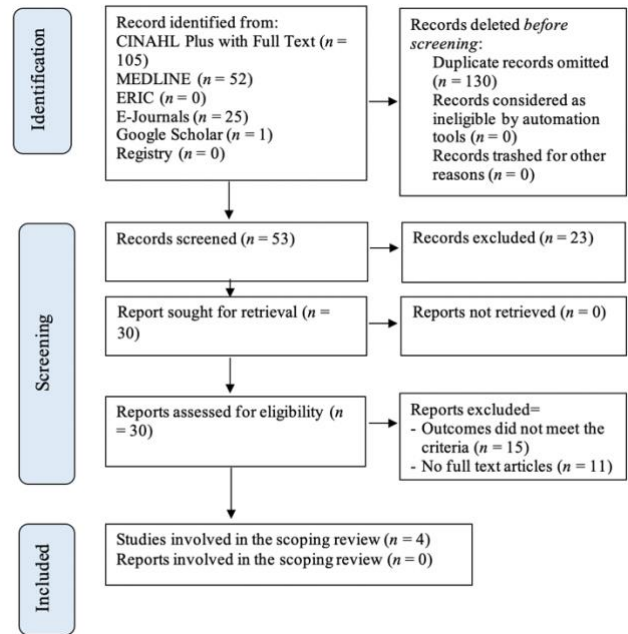 Identification
Record identified from:
CINAHL Plus with Full Text (n =
105)
MEDLINE (n = 52)
ERIC (n = 0)
E-Journals (n = 25)
Google Scholar (n = 1)
Registry (n = 0)
Records deleted before
screening:
Duplicate records omitted
(n = 130)
Records considered as
ineligible by automation
tools (n = 0)
Records trashed for other
reasons (n = 0)
Screening
Records screened (n = 53)
Records excluded (n = 23)
Report sought for retrieval (n =
30)
Reports not retrieved (n = 0)
Reports assessed for eligibility (n
= 30)
Reports excluded=
- Outcomes did not meet the
criteria (n = 15)
- No full text articles (n = 11)
Included
Studies involved in the scoping review (n = 4)
Reports involved in the scoping review (n = 0)